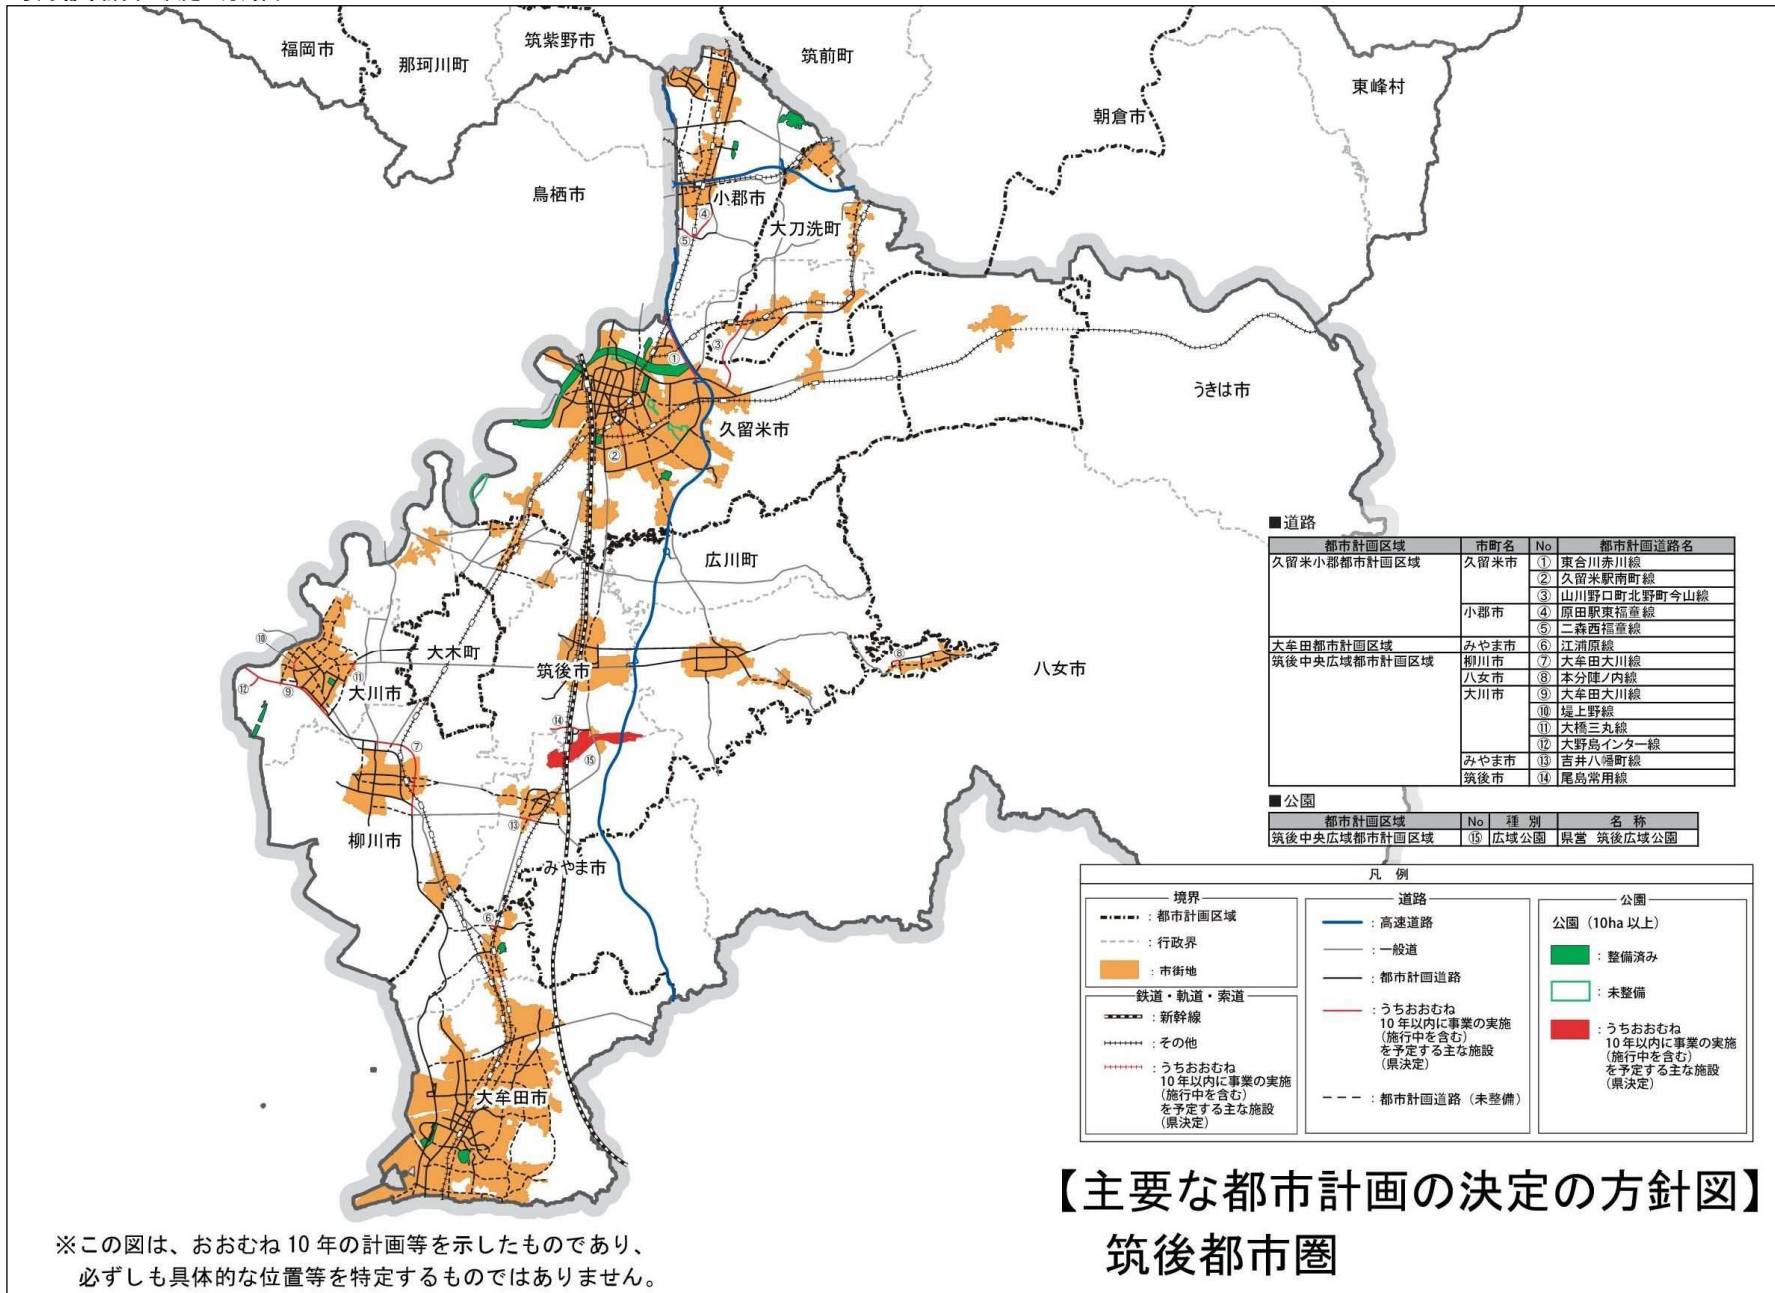 福岡市
那珂川町
筑紫野市
筑前町
東峰村
朝倉市
鳥栖市
小郡市
④
大刀洗町
⑤
①
③
うきは市
久留米市
②
広川町
⑩
大木町
筑後市
⑧
八女市
⑪
⑫
⑨
大川市
⑭
⑦
⑮
⑬
柳川市
みやま市
⑥
大牟田市
■道路
都市計画区域 市町名 No 都市計画道路名
久留米小郡都市計画区域 久留米市 ① 東合川赤川線
② 久留米駅南町線
③ 山川野口町北野町今山線
小郡市 ④ 原田駅東福童線
⑤ 二森西福童線
大牟田都市計画区域 みやま市 ⑥ 江浦原線
筑後中央広域都市計画区域 柳川市 ⑦ 大牟田大川線
八女市 ⑧ 本分陣ノ内線
大川市 ⑨ 大牟田大川線
⑩ 堤上野線
⑪ 大橋三丸線
⑫ 大野島インター線
みやま市 ⑬ 吉井八幡町線
筑後市 ⑭ 尾島常用線
■公園
都市計画区域 No 種 別 名 称
筑後中央広域都市計画区域 ⑮ 広域公園 県営 筑後広域公園
凡 例
境界
：都市計画区域
：行政界
：市街地
鉄道・軌道・索道
：新幹線
：その他
：うちおおむね
10年以内に事業の実施
(施行中を含む)
を予定する主な施設
(県決定)
道路
：高速道路
：一般道
：都市計画道路
：うちおおむね
10年以内に事業の実施
(施行中を含む)
を予定する主な施設
(県決定)
：都市計画道路（未整備）
公園
公園（10ha 以上）
：整備済み
：未整備
：うちおおむね
10年以内に事業の実施
(施行中を含む)
を予定する主な施設
(県決定)
【主要な都市計画の決定の方針図】
筑後都市圏
※この図は、おおむね 10 年の計画等を示したものであり、
必ずしも具体的な位置等を特定するものではありません。